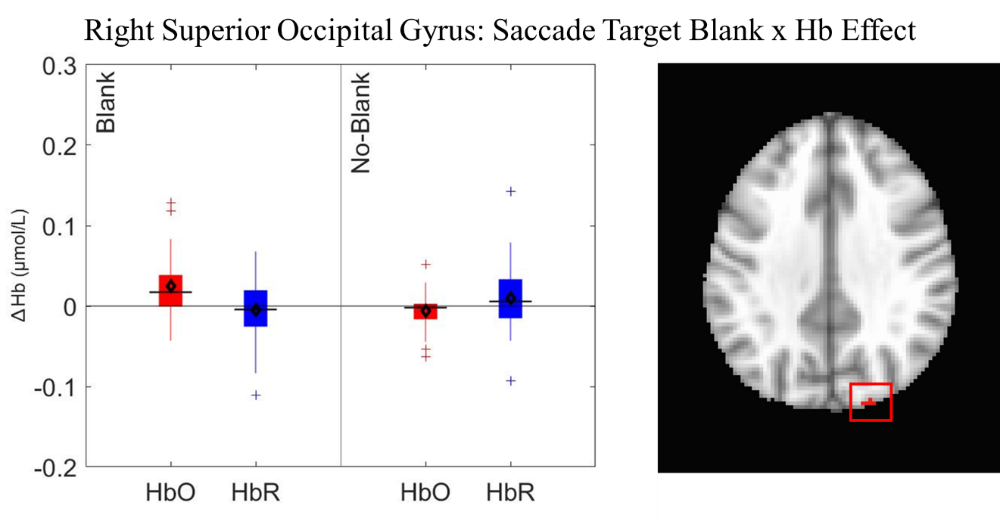 Right Superior Occipital Gyrus: Saccade Target Blank x Hb Effect
0.3
0.2
0.1
0
-0.1
-0.2
ΔHb (μmol/L)
Blank
No-Blank
HbO
HbR
HbO
HbR